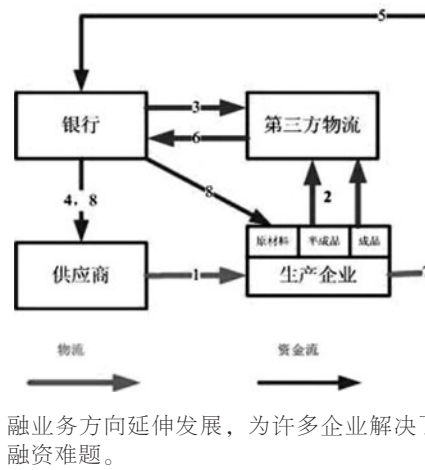 5
银行
3
6
第三方物流
4，8
8
2
原材料 半成品 成品
供应商
1
生产企业
物流
资金流
融业务方向延伸发展，为许多企业解决
融资难题。